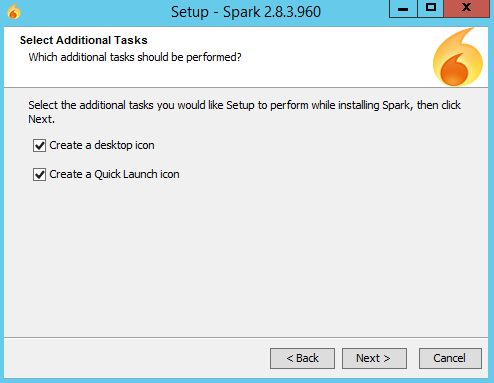 Setup - Spark 2.8.3.960
Select Additional Tasks
Which additional tasks should be performed?
Select the additional tasks you would like Setup to perform while installing Spark, then click
Next.
Create a desktop icon
Create a Quick Launch icon
< Back
Next >
Cancel